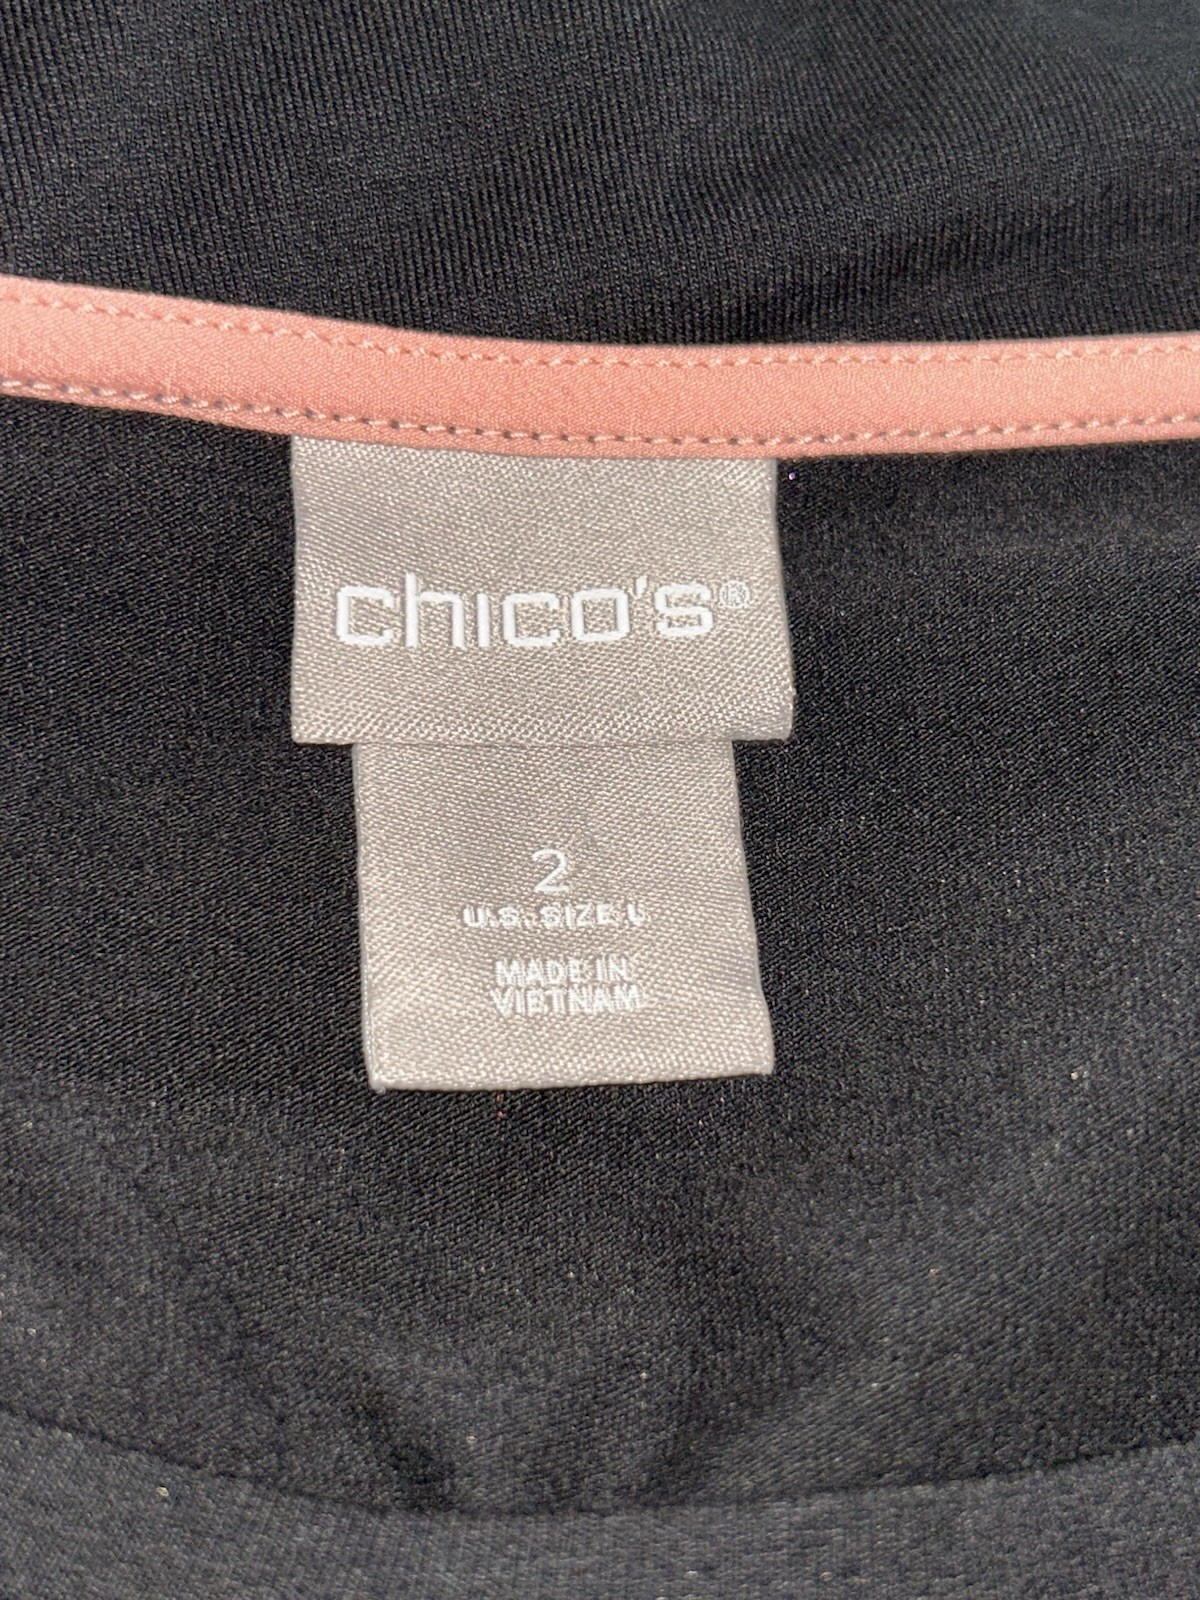 chico's®
2
U.S. SIZE L
MADE IN
VIETNAM